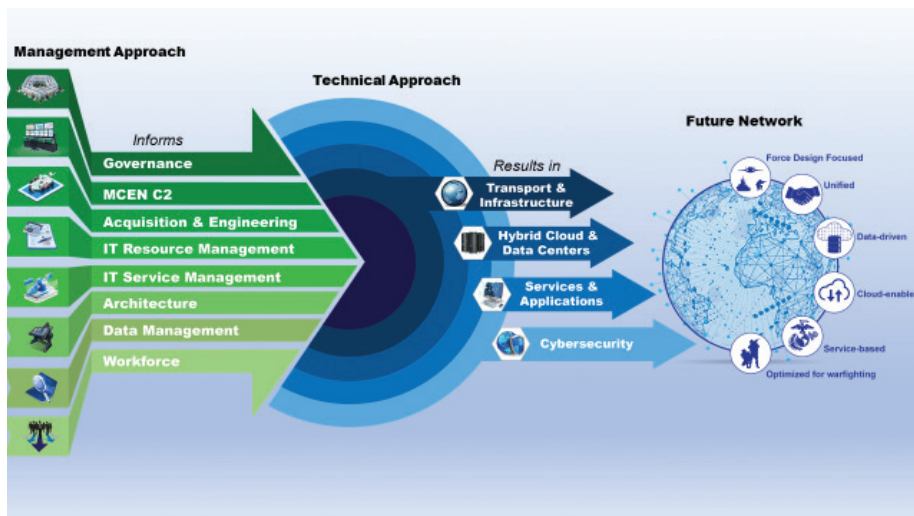 Management Approach
Informs
Governance
MCEN C2
Acquisition & Engineering
IT Resource Management
IT Service Management
Architecture
Data Management
Workforce
Technical Approach
Results in
Transport &
Infrastructure
Hybrid Cloud &
Data Centers
Services &
Applications
Cybersecurity
Future Network
Force Design Focused
Unified
Data-driven
Cloud-enable
Service-based
Optimized for warfighting